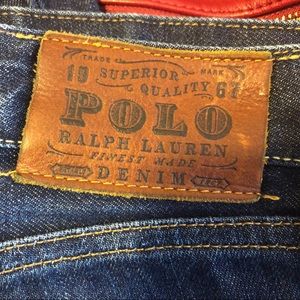 TRADE MARK
19 SUPERIOR 67
QUALITY
POLO
RALPH LAUREN
FINEST MADE
DENIM